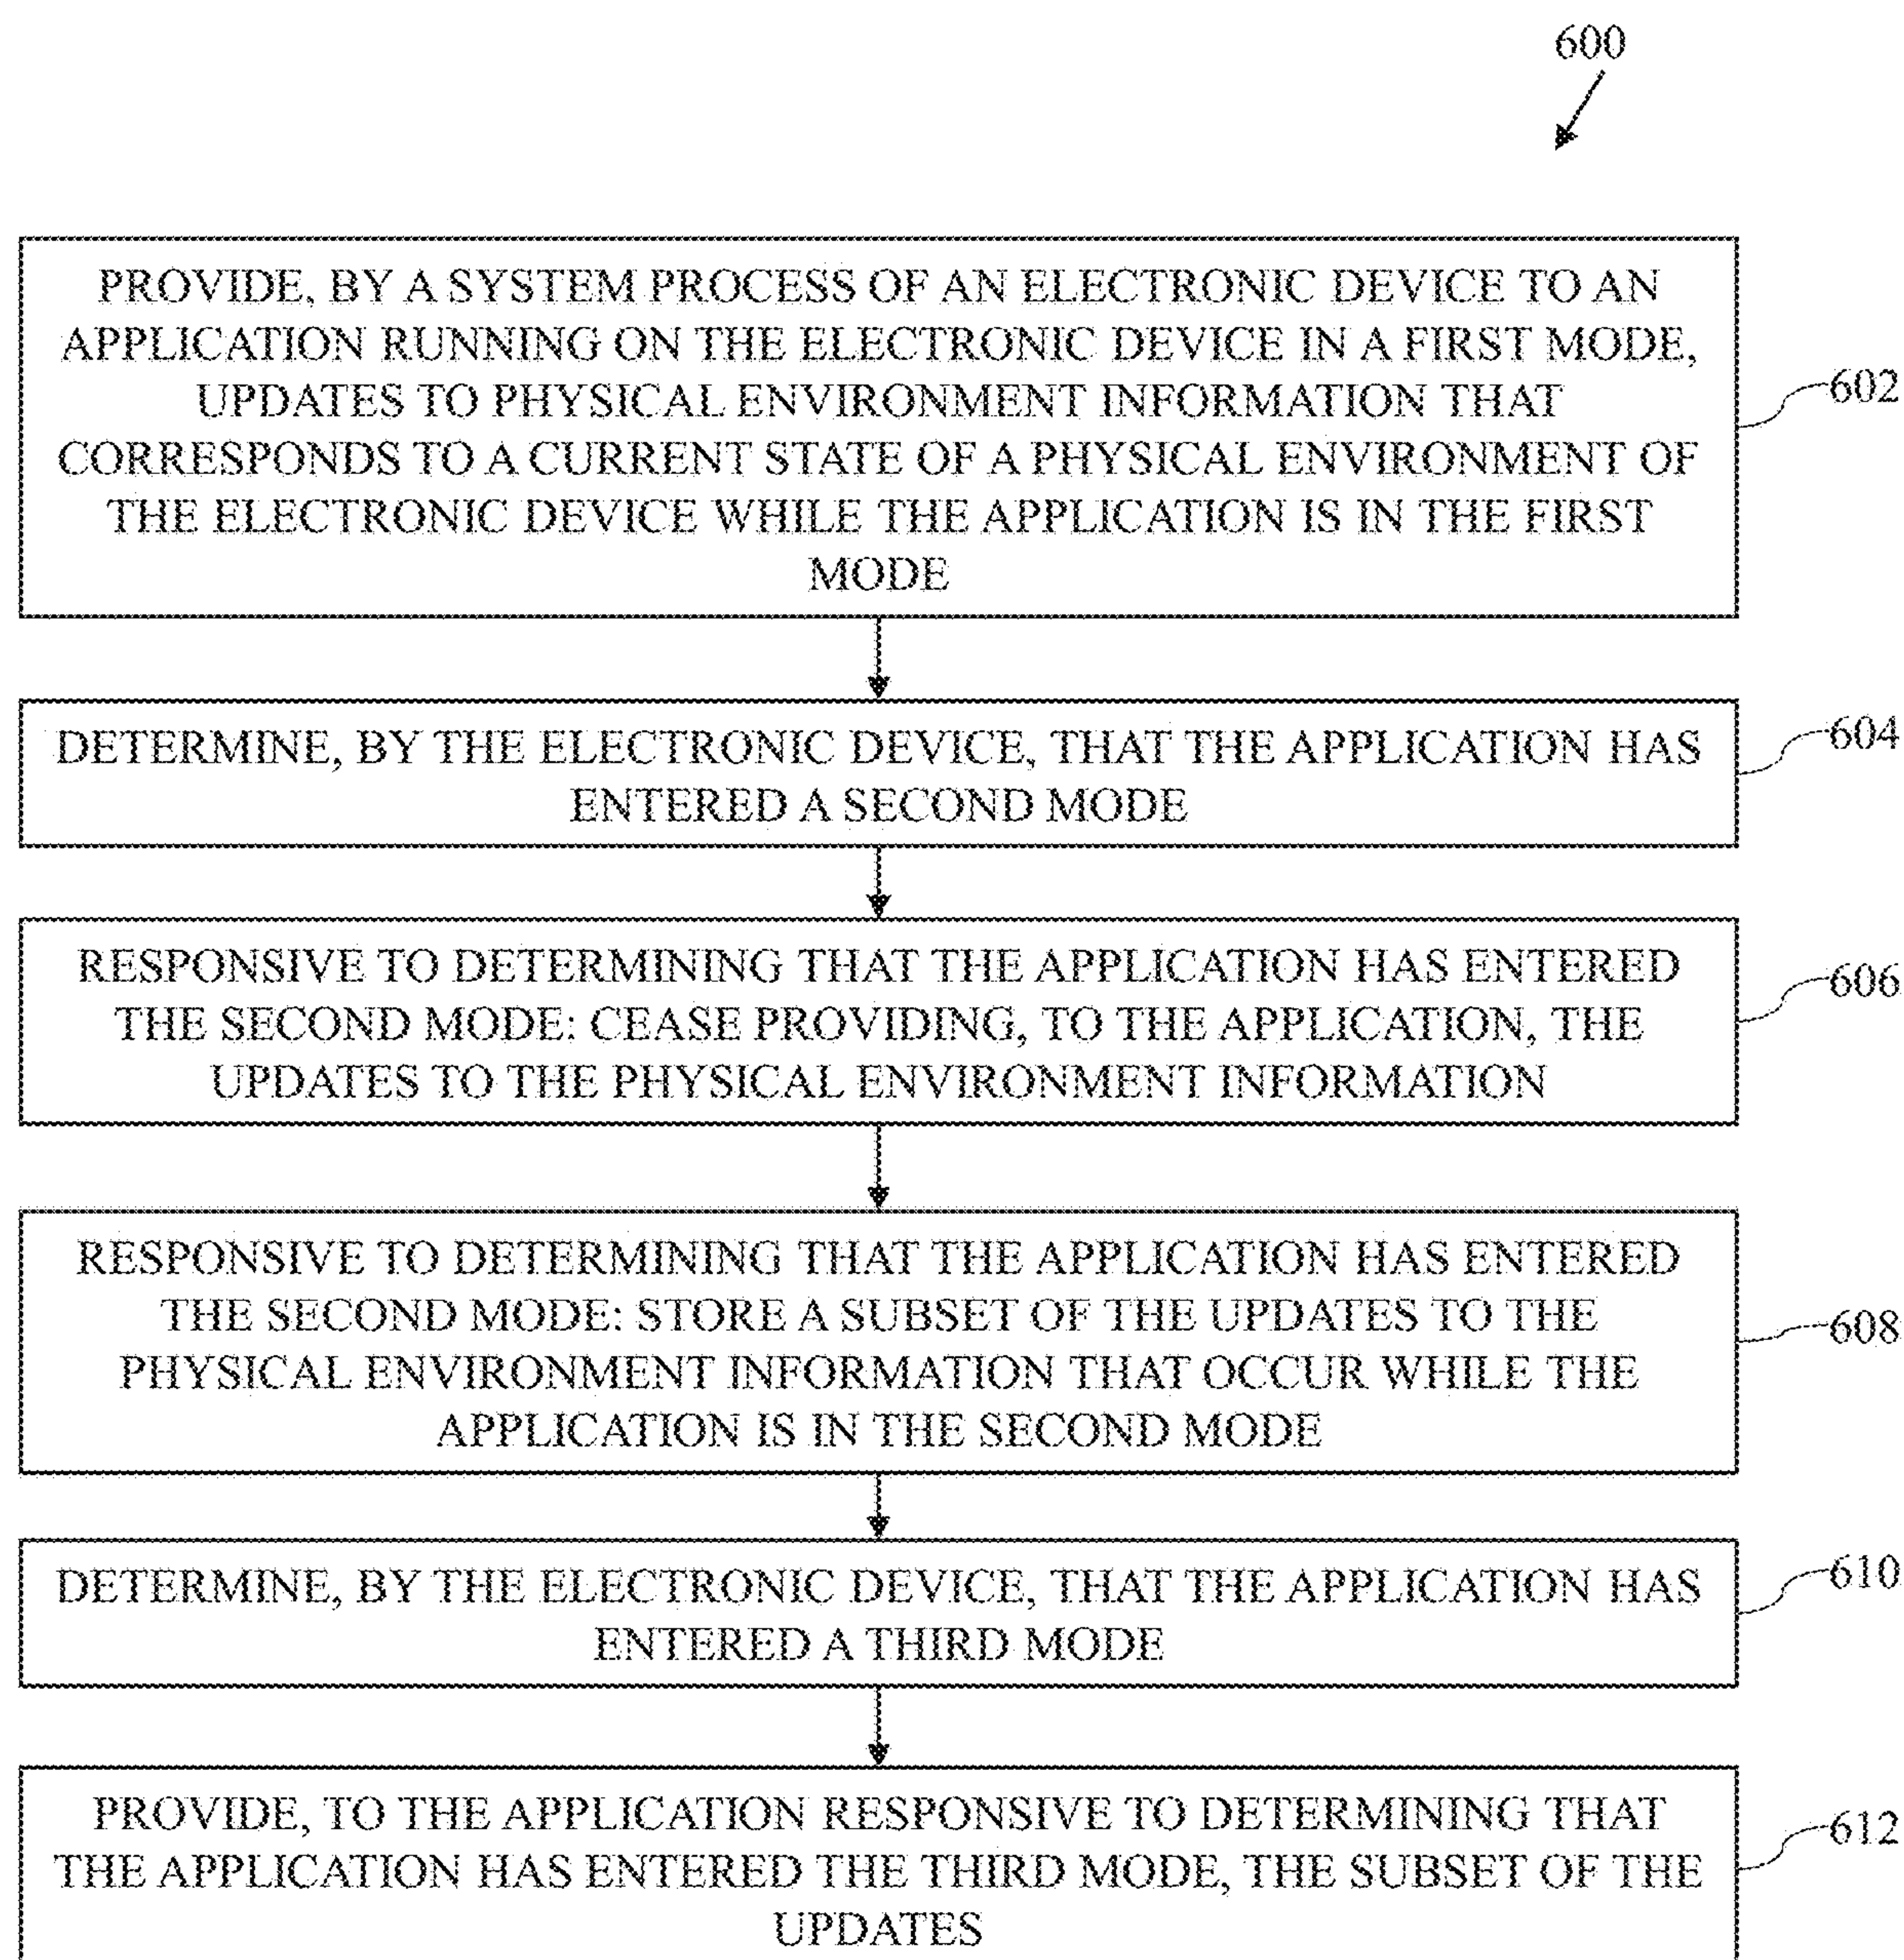 600
PROVIDE, BY A SYSTEM PROCESS OF AN ELECTRONIC DEVICE TO AN
APPLICATION RUNNING ON THE ELECTRONIC DEVICE IN A FIRST MODE,
UPDATES TO PHYSICAL ENVIRONMENT INFORMATION THAT
CORRESPONDS TO A CURRENT STATE OF A PHYSICAL ENVIRONMENT OF
THE ELECTRONIC DEVICE WHILE THE APPLICATION IS IN THE FIRST
MODE
602
DETERMINE, BY THE ELECTRONIC DEVICE, THAT THE APPLICATION HAS
ENTERED A SECOND MODE
604
RESPONSIVE TO DETERMINING THAT THE APPLICATION HAS ENTERED
THE SECOND MODE: CEASE PROVIDING, TO THE APPLICATION, THE
UPDATES TO THE PHYSICAL ENVIRONMENT INFORMATION
606
RESPONSIVE TO DETERMINING THAT THE APPLICATION HAS ENTERED
THE SECOND MODE: STORE A SUBSET OF THE UPDATES TO THE
PHYSICAL ENVIRONMENT INFORMATION THAT OCCUR WHILE THE
APPLICATION IS IN THE SECOND MODE
608
DETERMINE, BY THE ELECTRONIC DEVICE, THAT THE APPLICATION HAS
ENTERED A THIRD MODE
610
PROVIDE, TO THE APPLICATION RESPONSIVE TO DETERMINING THAT
THE APPLICATION HAS ENTERED THE THIRD MODE, THE SUBSET OF THE
UPDATES
612